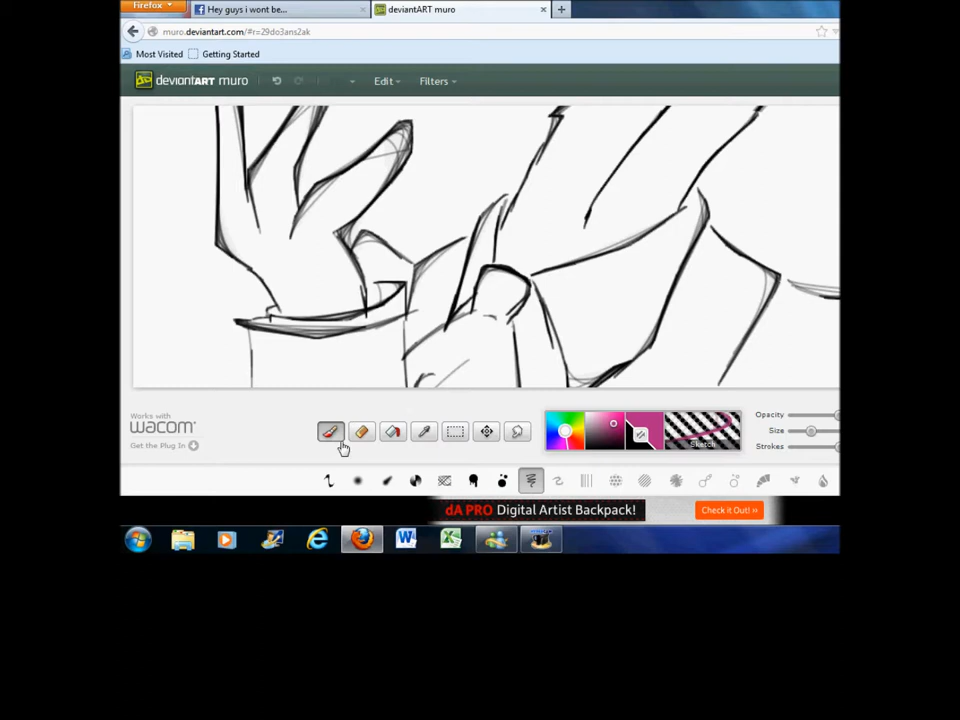 Firefox
Hey guys i wont be...
deviantART muro
muro.deviantart.com/#r=29do3ans2ak
Most Visited
Getting Started
deviantART muro
Edit
Filters
Works with
wacom
Get the Plug In
Sketch
Opacity
Size
Strokes
dA PRO Digital Artist Backpack!
Check it Out! »